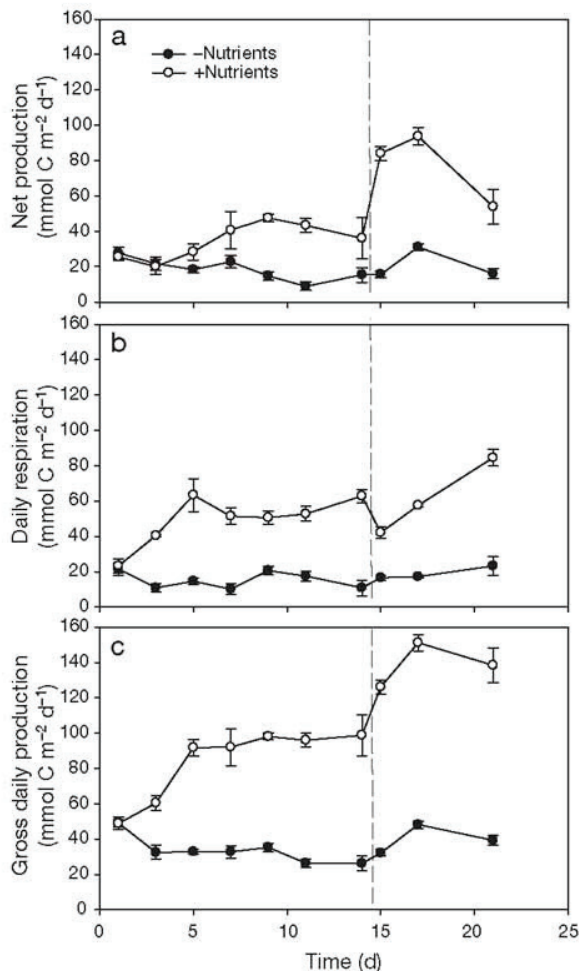 160
140
120
100
80
60
40
20
0
a
–Nutrients
+Nutrients
Net production
(mmol C m⁻² d⁻¹)
160
140
120
100
80
60
40
20
0
b
Daily respiration
(mmol C m⁻² d⁻¹)
160
140
120
100
80
60
40
20
0
c
Gross daily production
(mmol C m⁻² d⁻¹)
0 5 10 15 20 25
Time (d)